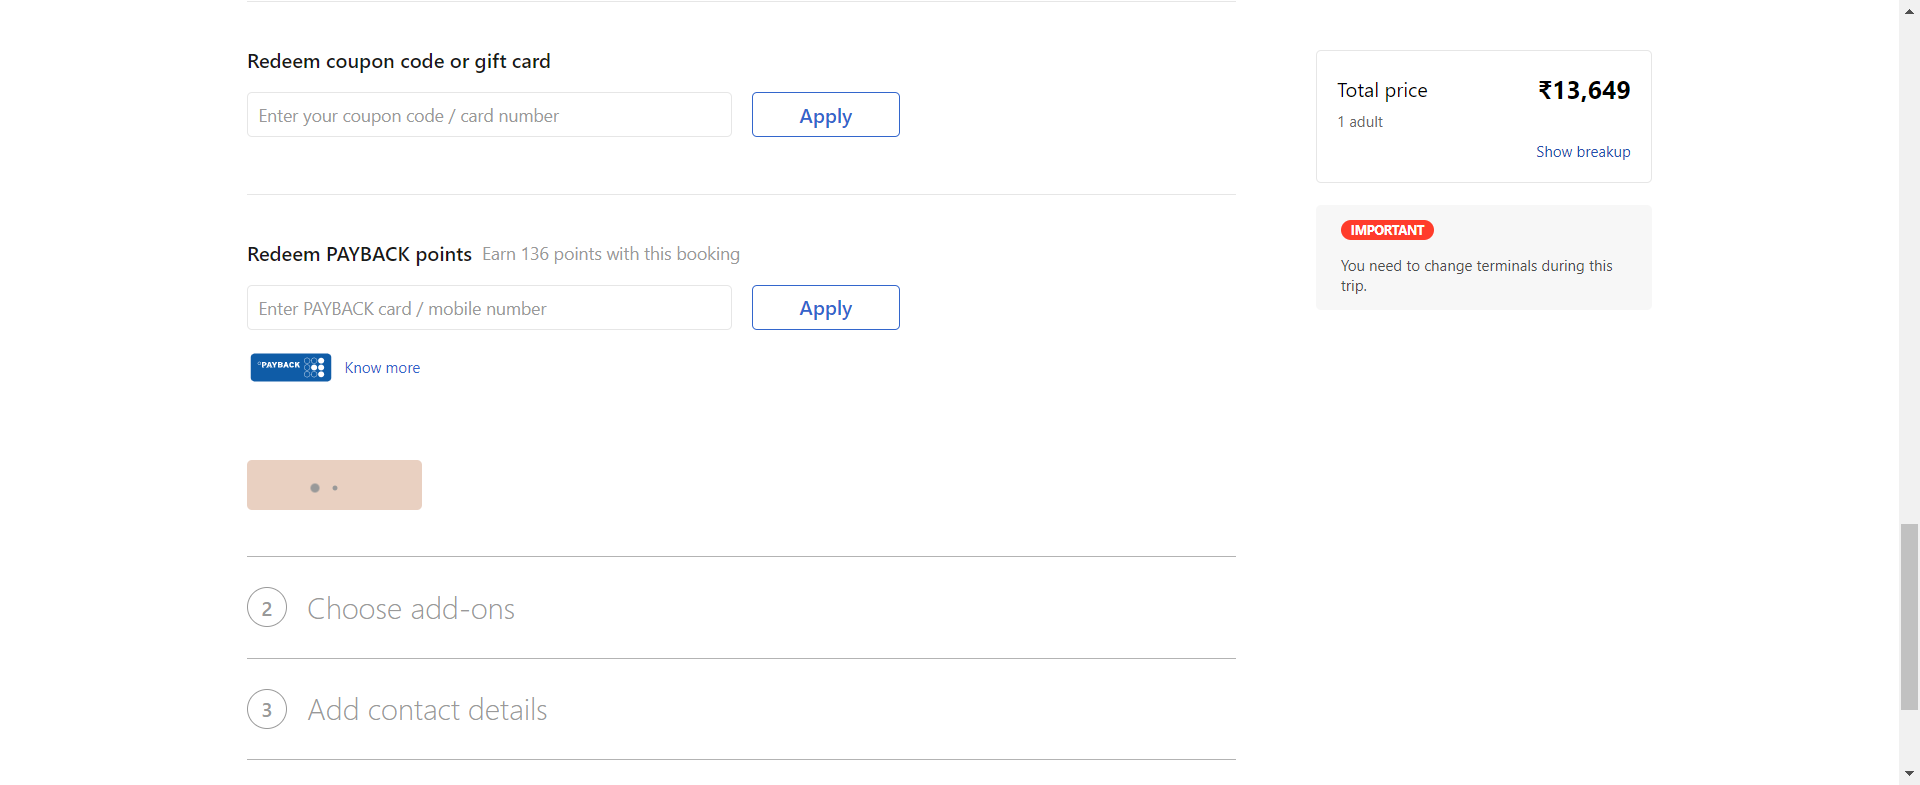 Redeem coupon code or gift card
Enter your coupon code / card number
Apply
Redeem PAYBACK points Earn 136 points with this booking
Enter PAYBACK card / mobile number
Apply
PAYBACK
Know more
2 Choose add-ons
3 Add contact details
Total price ₹13,649
1 adult
Show breakup
IMPORTANT
You need to change terminals during this
trip.